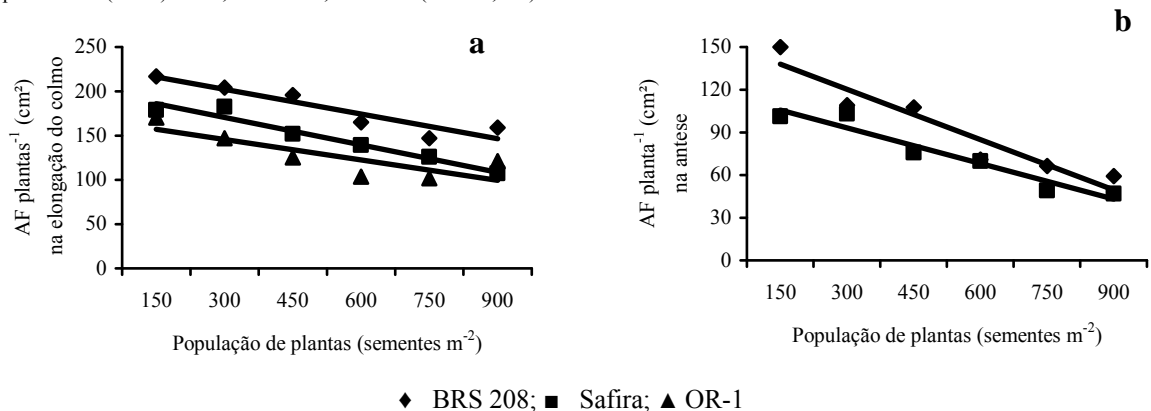 a
250
200
150
100
50
0
AF plantas⁻¹ (cm²)
na elongação do colmo
150 300 450 600 750 900
População de plantas (sementes m⁻²)
b
150
120
90
60
30
0
AF planta⁻¹ (cm²)
na antese
150 300 450 600 750 900
População de plantas (sementes m⁻²)
♦ BRS 208; ■ Safira; ▲ OR-1